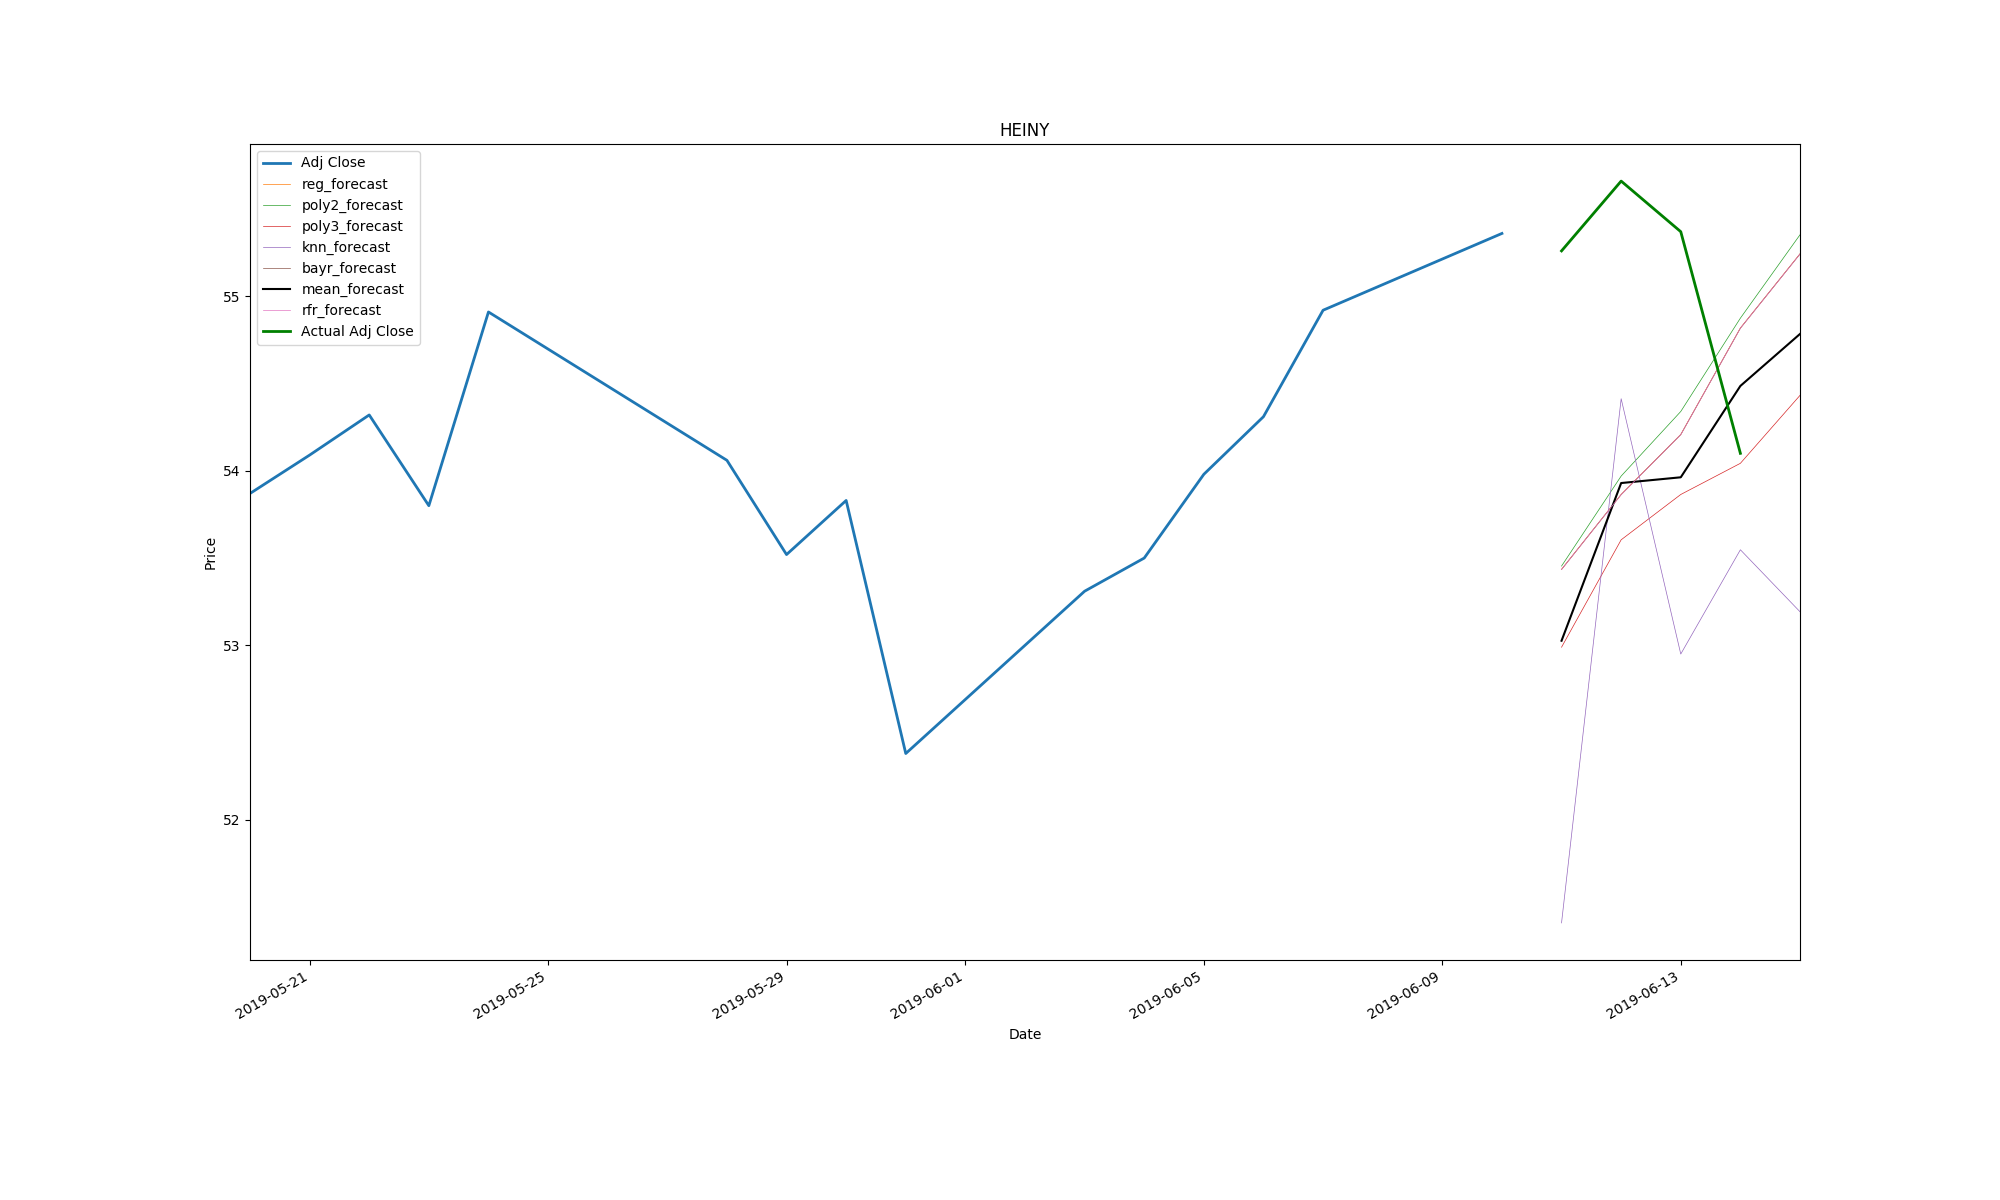 HEINY
Adj Close
reg_forecast
poly2_forecast
poly3_forecast
knn_forecast
bayr_forecast
mean_forecast
rfr_forecast
Actual Adj Close
55
54
53
52
Price
2019-05-21
2019-05-25
2019-05-29
2019-06-01
2019-06-05
2019-06-09
2019-06-13
Date